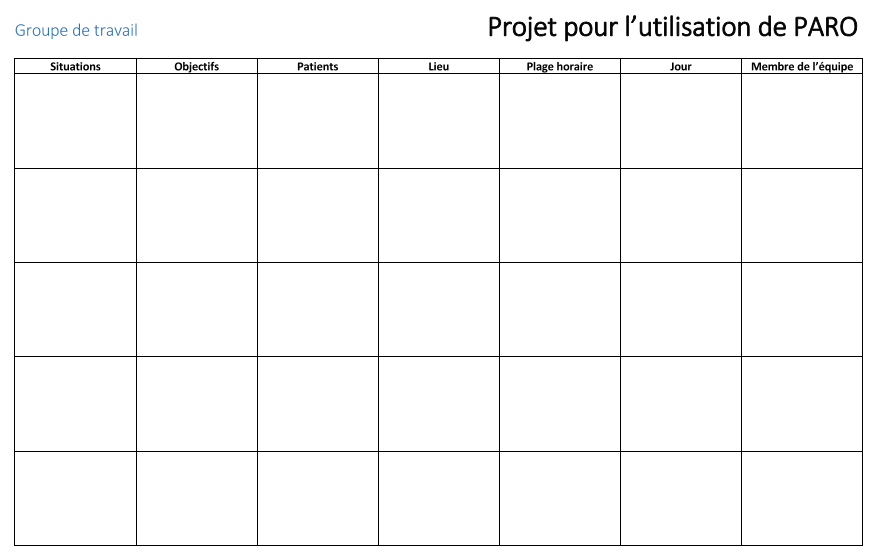 Groupe de travail
Projet pour l’utilisation de PARO
Situations Objectifs Patients Lieu Plage horaire Jour Membre de l’équipe